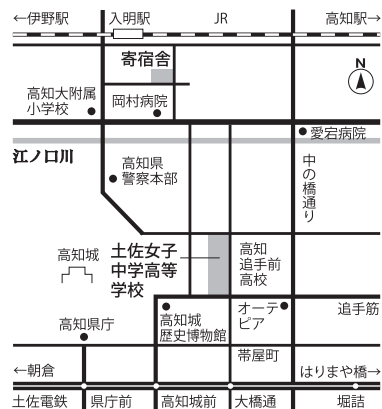 ←伊野駅 入明駅 JR 高知駅→
寄宿舎
N
高知大附属
小学校
岡村病院
愛宕病院
江ノ口川
高知県
警察本部
中の橋通り
高知城
土佐女子
中学高等
学校
高知
追手前
高校
高知城
歴史博物館
オーテ
ピア
追手筋
高知県庁
帯屋町
←朝倉 はりまや橋→
土佐電鉄 県庁前 高知城前 大橋通 堀詰